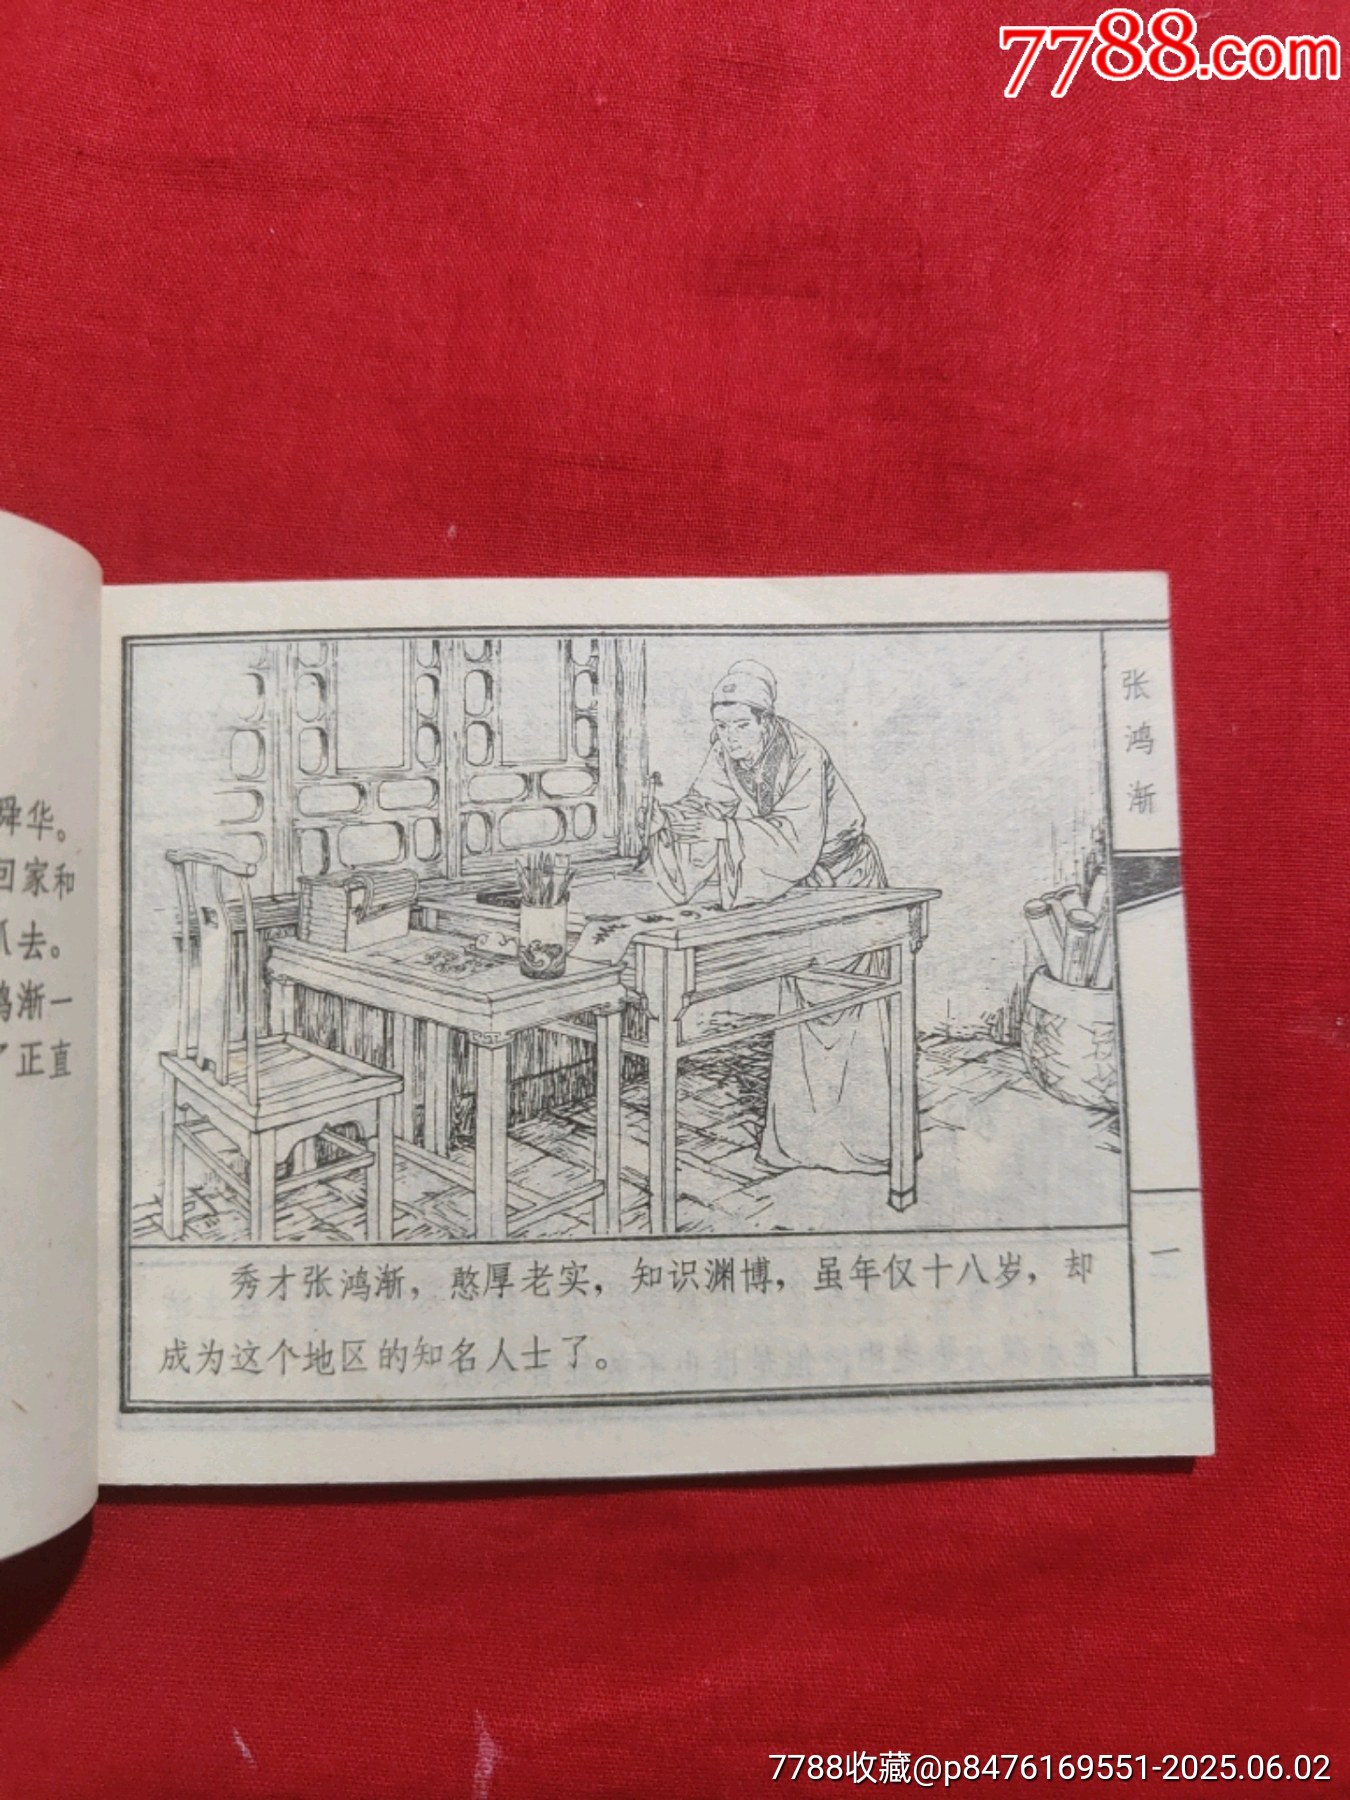 7788.com
舜华。
回家和
爪去。
鸿渐一
了正直
张鸿渐
一
秀才张鸿渐，憨厚老实，知识渊博，虽年仅十八岁，却
成为这个地区的知名人士了。
7788收藏@p8476169551-2025.06.02